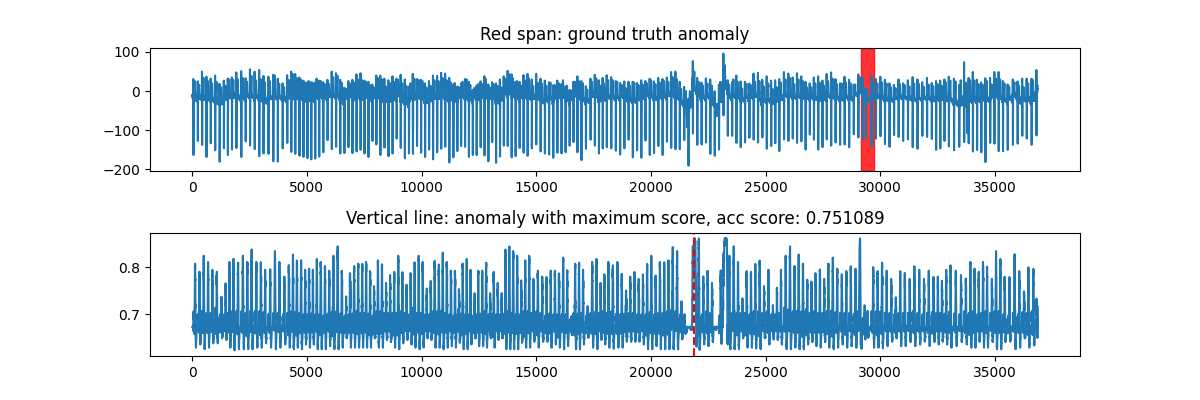 Red span: ground truth anomaly
100
0
−100
−200
0 5000 10000 15000 20000 25000 30000 35000
Vertical line: anomaly with maximum score, acc score: 0.751089
0.8
0.7
0 5000 10000 15000 20000 25000 30000 35000